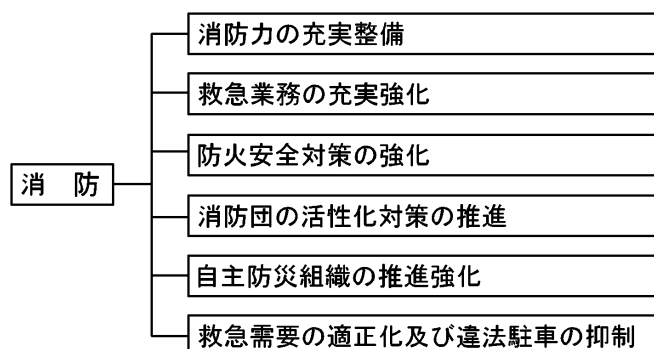 消防力の充実整備
救急業務の充実強化
防火安全対策の強化
消　防
消防団の活性化対策の推進
自主防災組織の推進強化
救急需要の適正化及び違法駐車の抑制